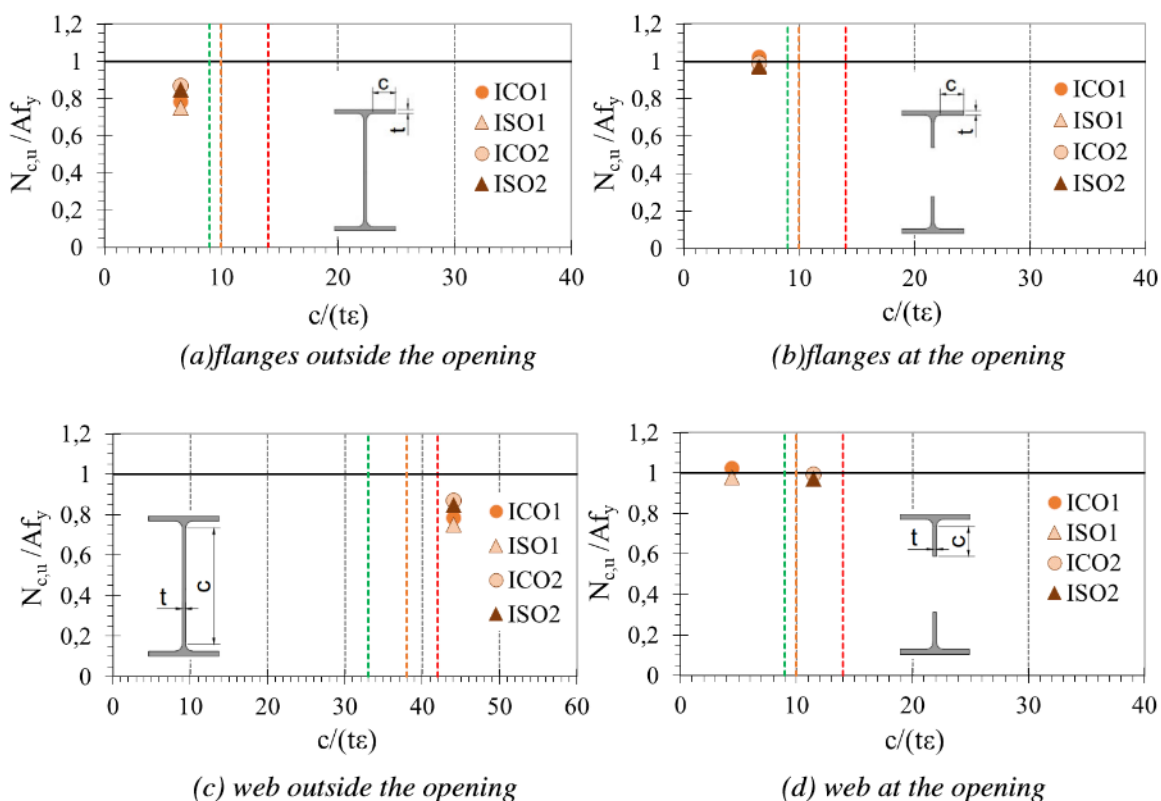 1,2
1
0,8
0,6
0,4
0,2
0
N_{c,u} /Af_y
0 10 20 30 40
c/(tε)
c
t
ICO1
ISO1
ICO2
ISO2
(a)flanges outside the opening
1,2
1
0,8
0,6
0,4
0,2
0
N_{c,u} /Af_y
0 10 20 30 40
c/(tε)
c
t
ICO1
ISO1
ICO2
ISO2
(b)flanges at the opening
1,2
1
0,8
0,6
0,4
0,2
0
N_{c,u} /Af_y
0 10 20 30 40 50 60
c/(tε)
t
c
ICO1
ISO1
ICO2
ISO2
(c) web outside the opening
1,2
1
0,8
0,6
0,4
0,2
0
N_{c,u} /Af_y
0 10 20 30 40
c/(tε)
t
c
ICO1
ISO1
ICO2
ISO2
(d) web at the opening